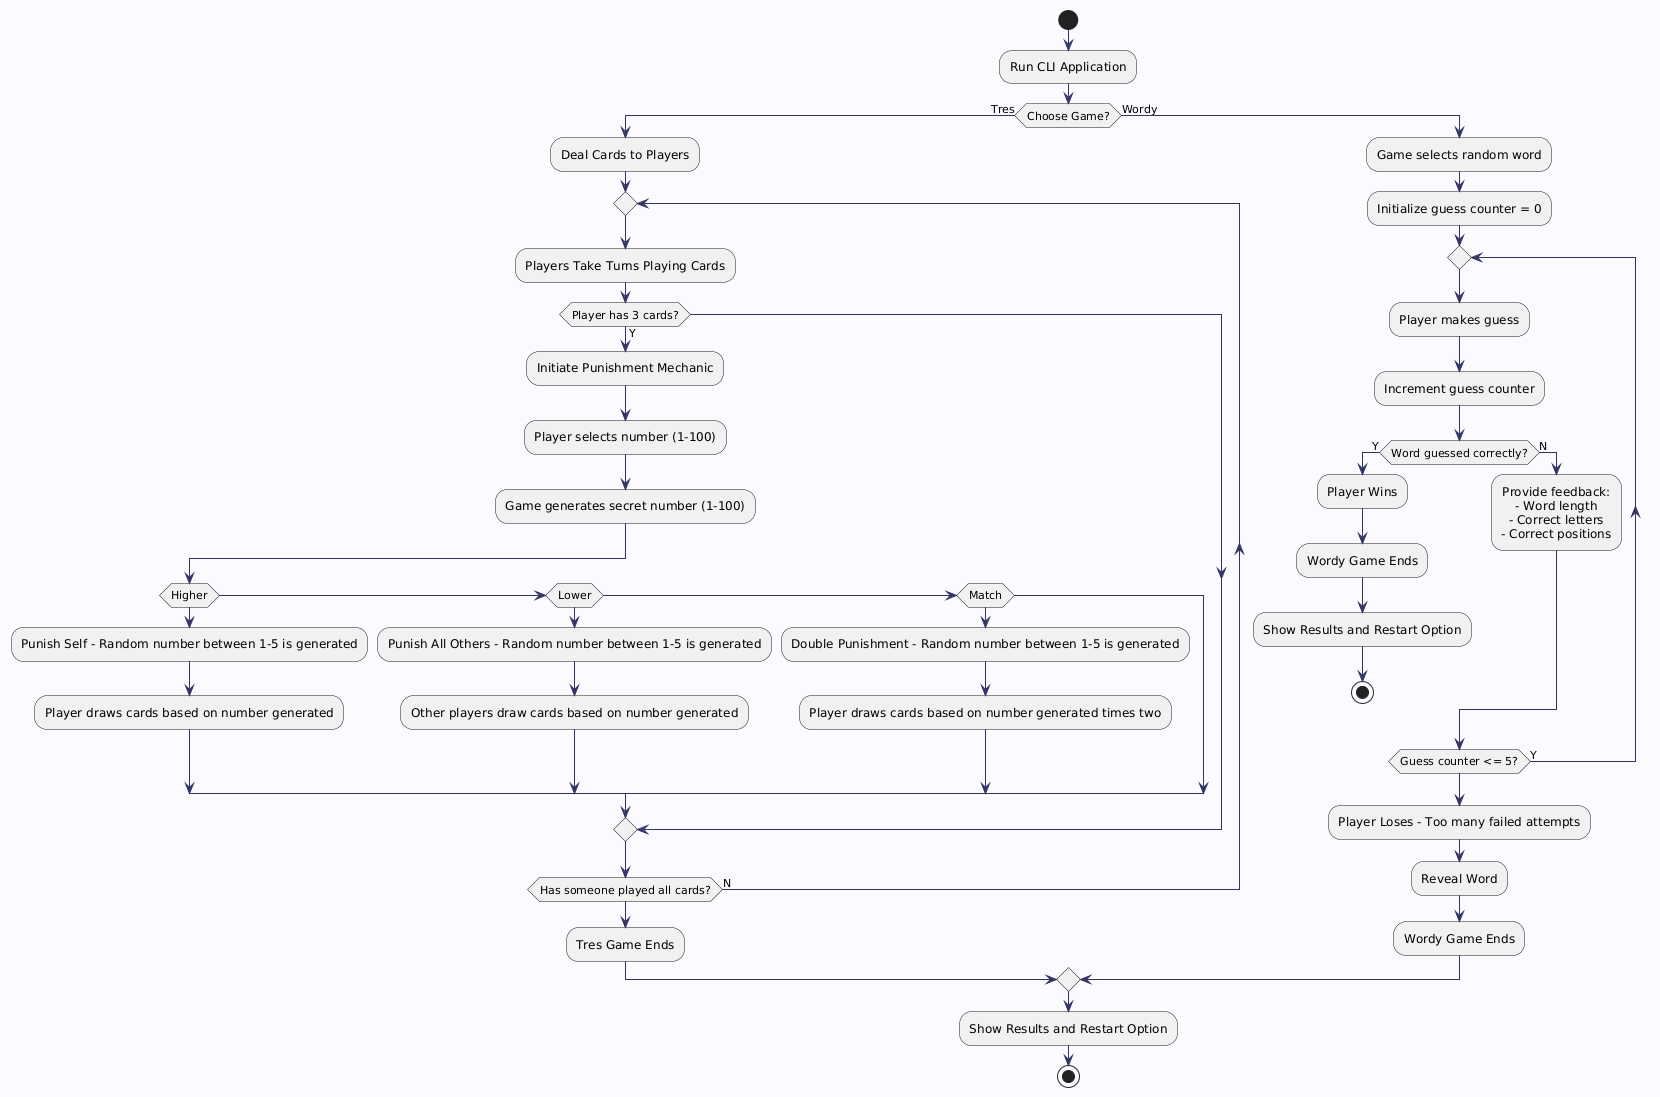 Run CLI Application
Tres
Choose Game?
Wordy
Deal Cards to Players
Players Take Turns Playing Cards
Player has 3 cards?
Y
Initiate Punishment Mechanic
Player selects number (1-100)
Game generates secret number (1-100)
Higher
Punish Self - Random number between 1-5 is generated
Player draws cards based on number generated
Lower
Punish All Others - Random number between 1-5 is generated
Other players draw cards based on number generated
Match
Double Punishment - Random number between 1-5 is generated
Player draws cards based on number generated times two
Has someone played all cards?
N
Tres Game Ends
Game selects random word
Initialize guess counter = 0
Player makes guess
Increment guess counter
Y
Word guessed correctly?
N
Player Wins
Wordy Game Ends
Show Results and Restart Option
Provide feedback:
- Word length
- Correct letters
- Correct positions
Guess counter <= 5?
Y
Player Loses - Too many failed attempts
Reveal Word
Wordy Game Ends
Show Results and Restart Option